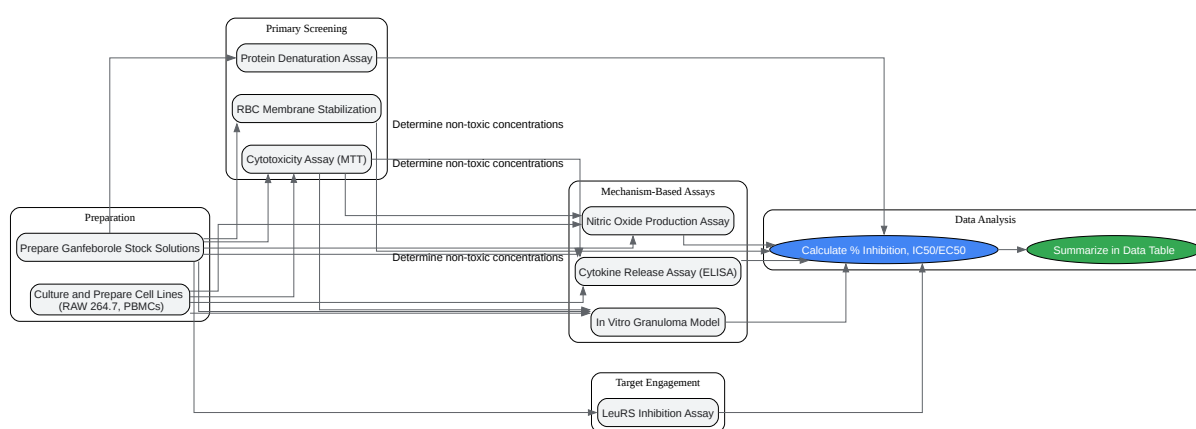 Primary Screening
Protein Denaturation Assay
RBC Membrane Stabilization
Cytotoxicity Assay (MTT)
Determine non-toxic concentrations
Determine non-toxic concentrations
Determine non-toxic concentrations
Preparation
Prepare Ganfeborole Stock Solutions
Culture and Prepare Cell Lines
(RAW 264.7, PBMCs)
Mechanism-Based Assays
Nitric Oxide Production Assay
Cytokine Release Assay (ELISA)
In Vitro Granuloma Model
Target Engagement
LeuRS Inhibition Assay
Data Analysis
Calculate % Inhibition, IC50/EC50
Summarize in Data Table